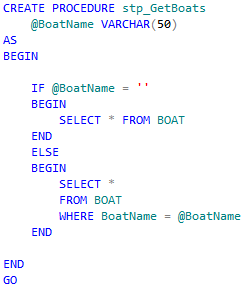 CREATE PROCEDURE stp_GetBoats
    @BoatName VARCHAR(50)
AS
BEGIN

    IF @BoatName = ''
    BEGIN
        SELECT * FROM BOAT
    END
    ELSE
    BEGIN
        SELECT *
        FROM BOAT
        WHERE BoatName = @BoatName
    END

END
GO